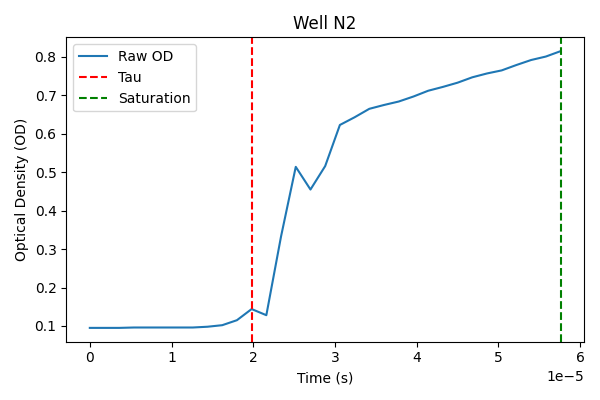 Well N2
Raw OD
Tau
Saturation
Optical Density (OD)
0.8
0.7
0.6
0.5
0.4
0.3
0.2
0.1
0 1 2 3 4 5 6
1e−5
Time (s)